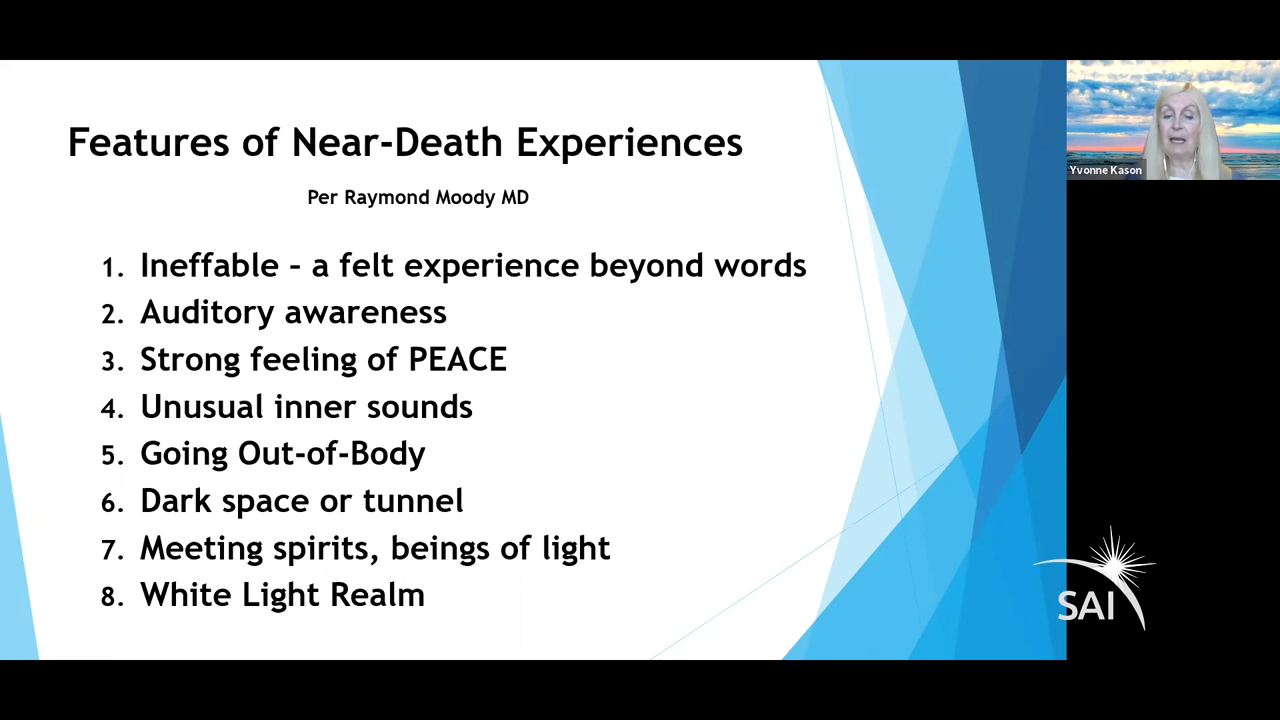 Features of Near-Death Experiences
Per Raymond Moody MD
1. Ineffable – a felt experience beyond words
2. Auditory awareness
3. Strong feeling of PEACE
4. Unusual inner sounds
5. Going Out-of-Body
6. Dark space or tunnel
7. Meeting spirits, beings of light
8. White Light Realm
Yvonne Kason
SAI